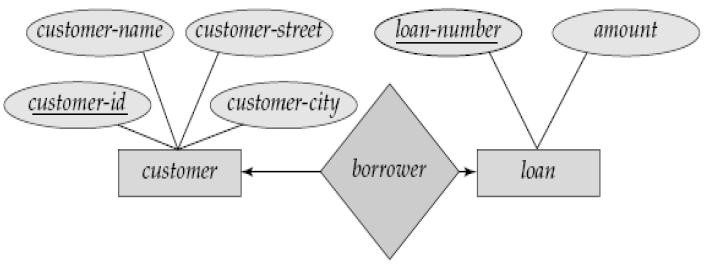 customer-name
customer-street
loan-number
amount
customer-id
customer-city
customer
borrower
loan